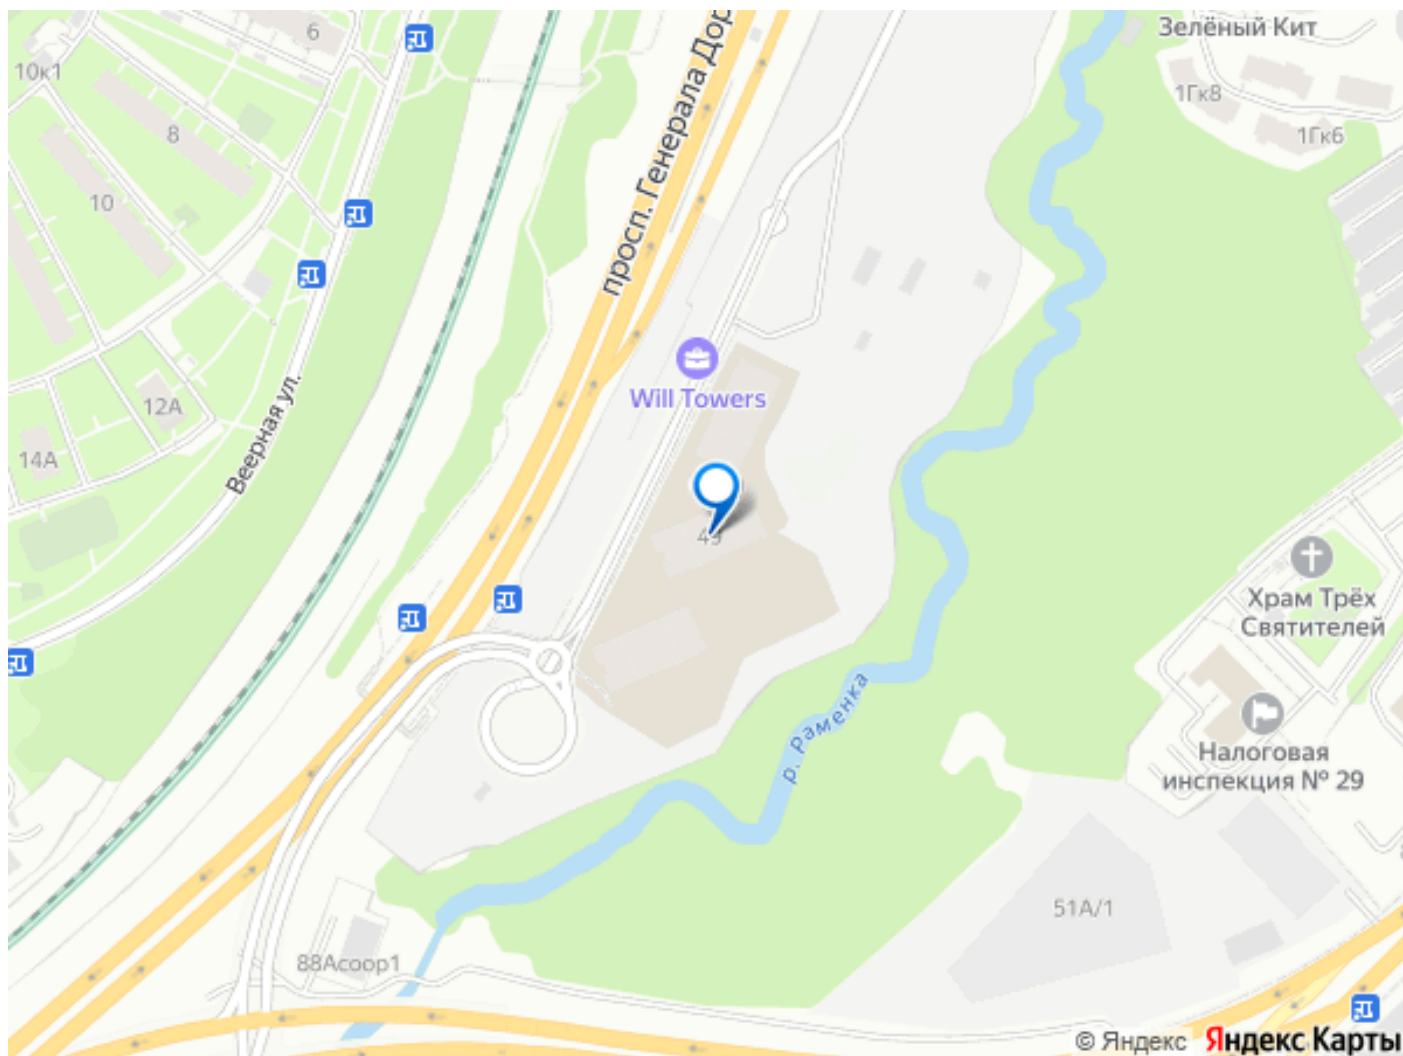 Зелёный Кит
6
10к1
1Гк8
8
1Гк6
просп. Генерала Дор
10
Will Towers
12А
Веерная ул.
14А
Храм Трёх
Святителей
р. Раменка
Налоговая
инспекция № 29
51А/1
88Асоор1
© Яндекс Яндекс Карты